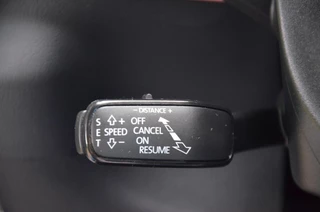 − DISTANCE +
S ⇧+ OFF
E SPEED CANCEL
ON
T ⇩− RESUME